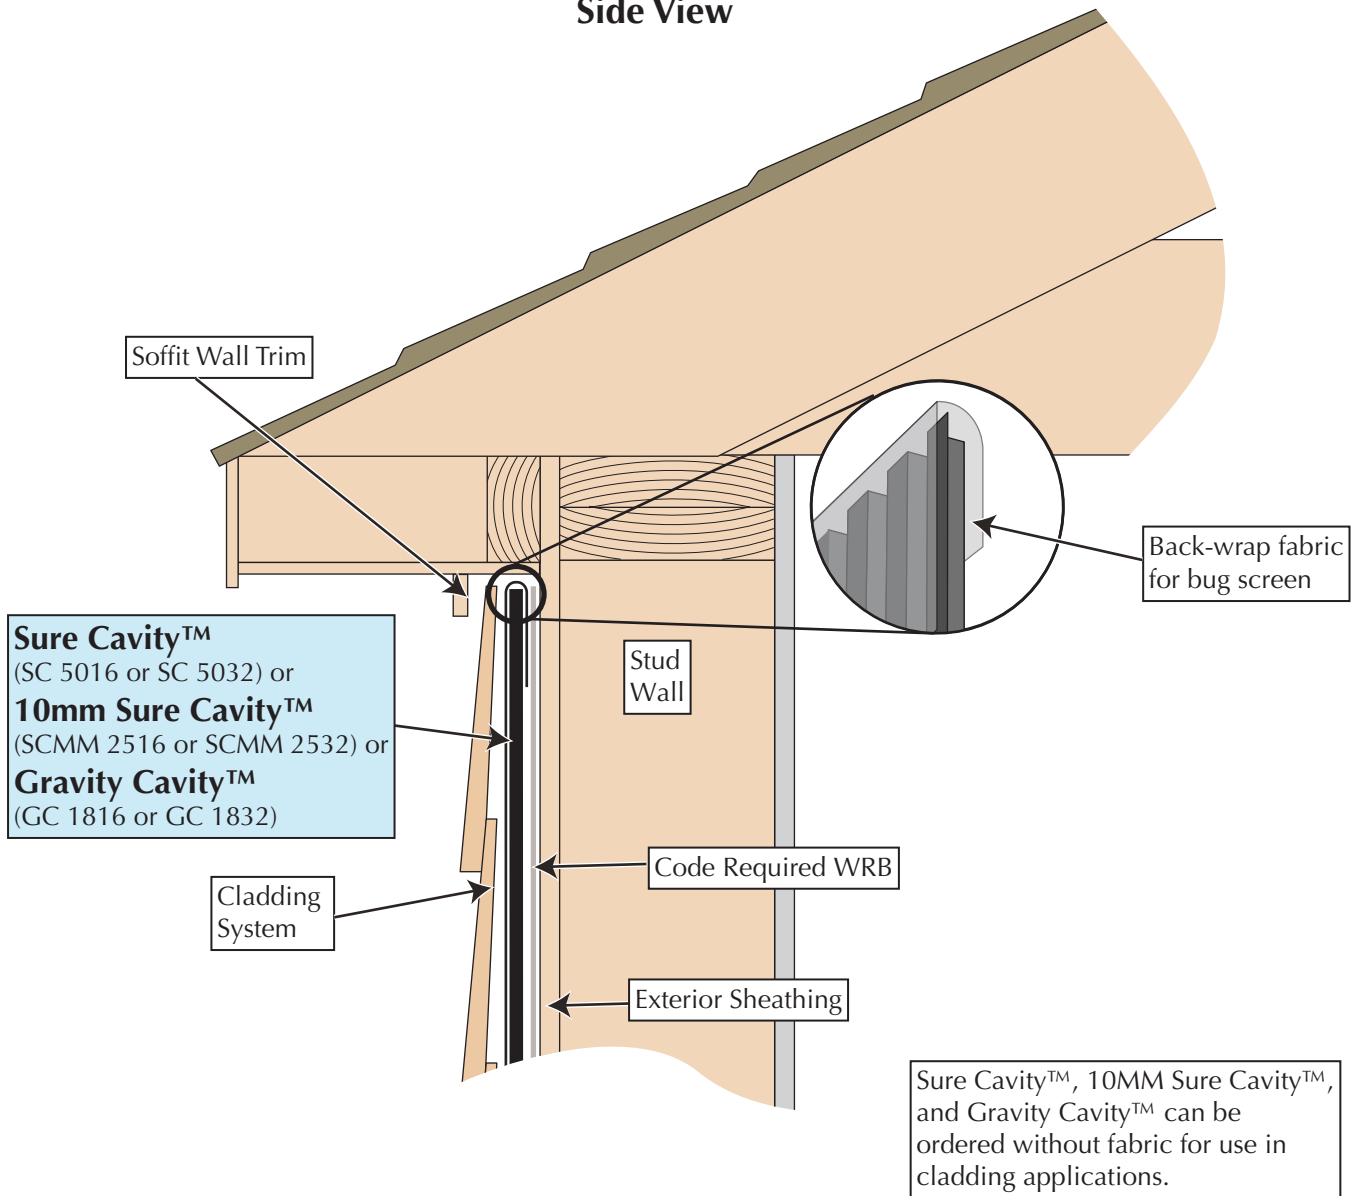 Side View
Soffit Wall Trim
Back-wrap fabric
for bug screen
Sure Cavity™
(SC 5016 or SC 5032) or
10mm Sure Cavity™
(SCMM 2516 or SCMM 2532) or
Gravity Cavity™
(GC 1816 or GC 1832)
Stud
Wall
Code Required WRB
Cladding
System
Exterior Sheathing
Sure Cavity™, 10MM Sure Cavity™,
and Gravity Cavity™ can be
ordered without fabric for use in
cladding applications.